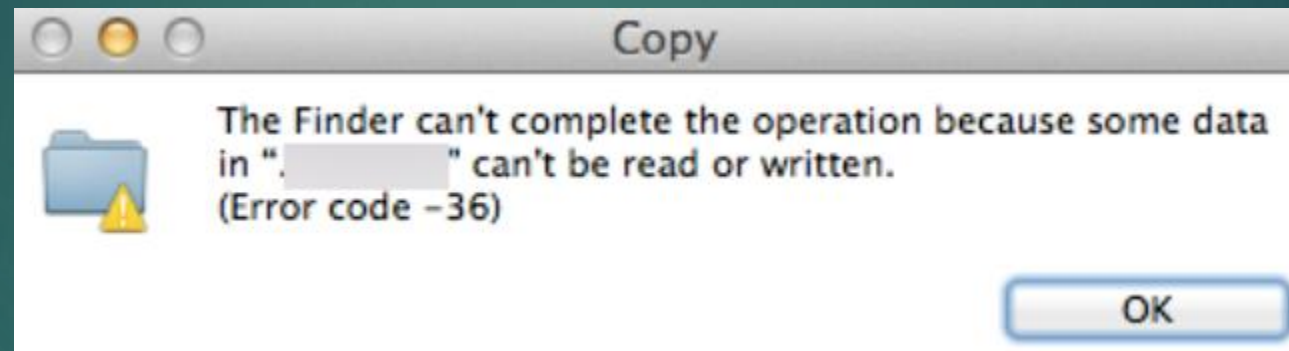 Copy
The Finder can't complete the operation because some data
in “. ” can't be read or written.
(Error code −36)
OK